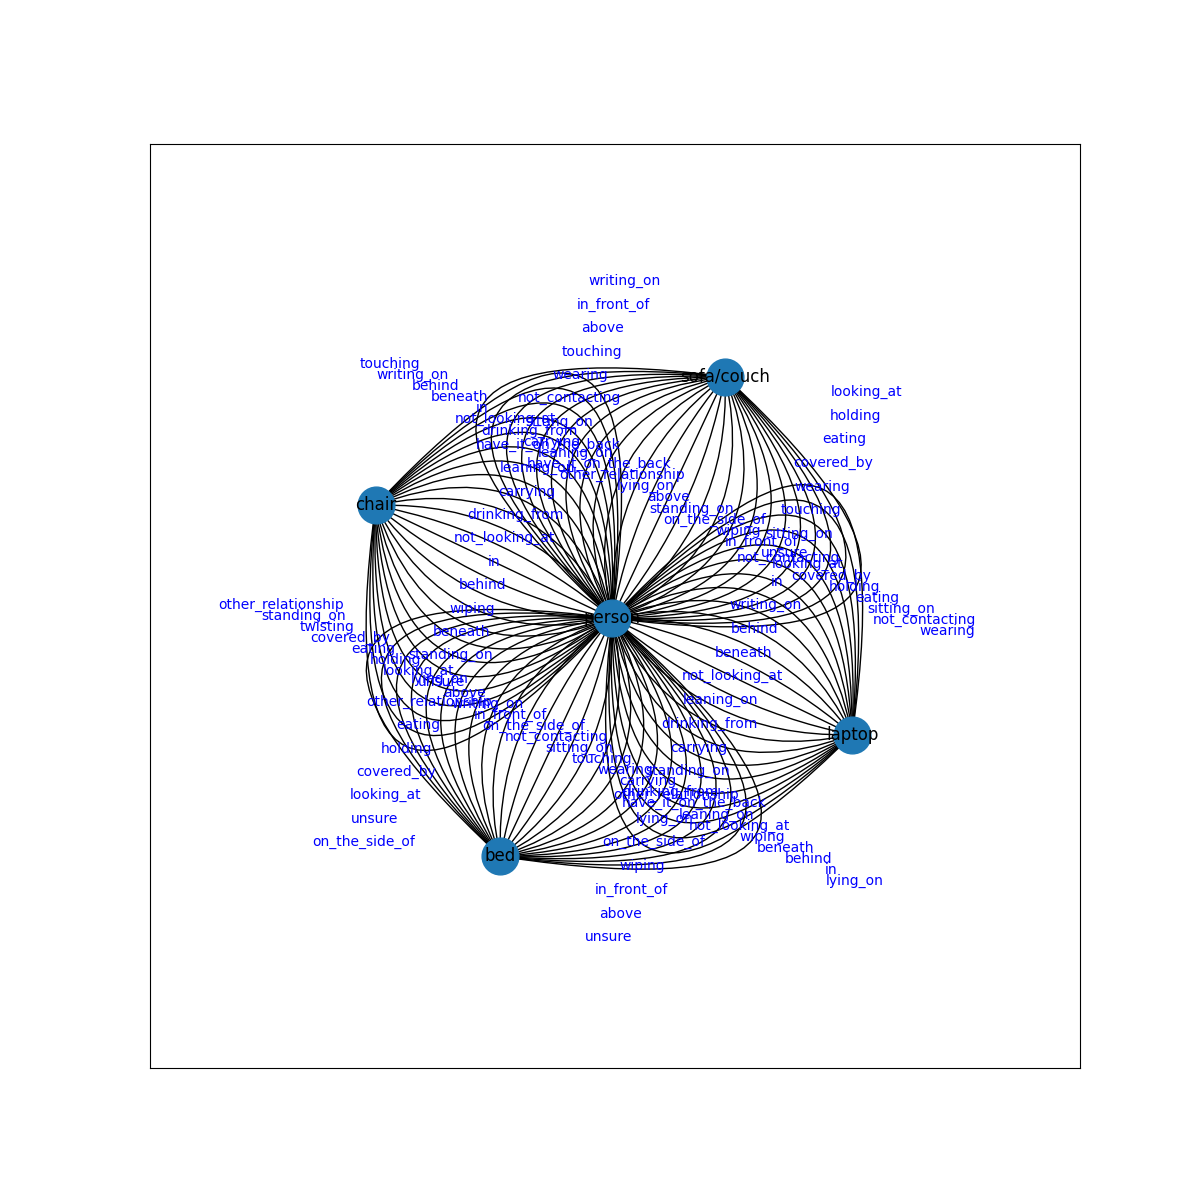 writing_on
in_front_of
above
touching
touching
writing_on
wearing
sofa/couch
behind
looking_at
beneath
not_contacting
in
holding
not_looking_at
drinking_from
eating
carrying
have_it_on_the_back
leaning_on
covered_by
have_it_on_the_back
leaning_on
other_relationship
lying_on
wearing
carrying
above
chair
standing_on
touching
drinking_from
on_the_side_of
wiping
sitting_on
not_looking_at
in_front_of
unsure
not_contacting
in
looking_at
covered_by
in
behind
holding
eating
other_relationship
wiping
writing_on
sitting_on
standing_on
not_contacting
twisting
beneath
behind
wearing
covered_by
eating
standing_on
beneath
holding
looking_at
not_looking_at
unsure
above
other_relationship
writing_on
leaning_on
in_front_of
eating
on_the_side_of
drinking_from
laptop
not_contacting
holding
sitting_on
carrying
touching
covered_by
wearing
standing_on
carrying
looking_at
drinking_from
other_relationship
have_it_on_the_back
unsure
lying_on
leaning_on
not_looking_at
on_the_side_of
on_the_side_of
wiping
beneath
bed
behind
wiping
in
in_front_of
lying_on
above
unsure